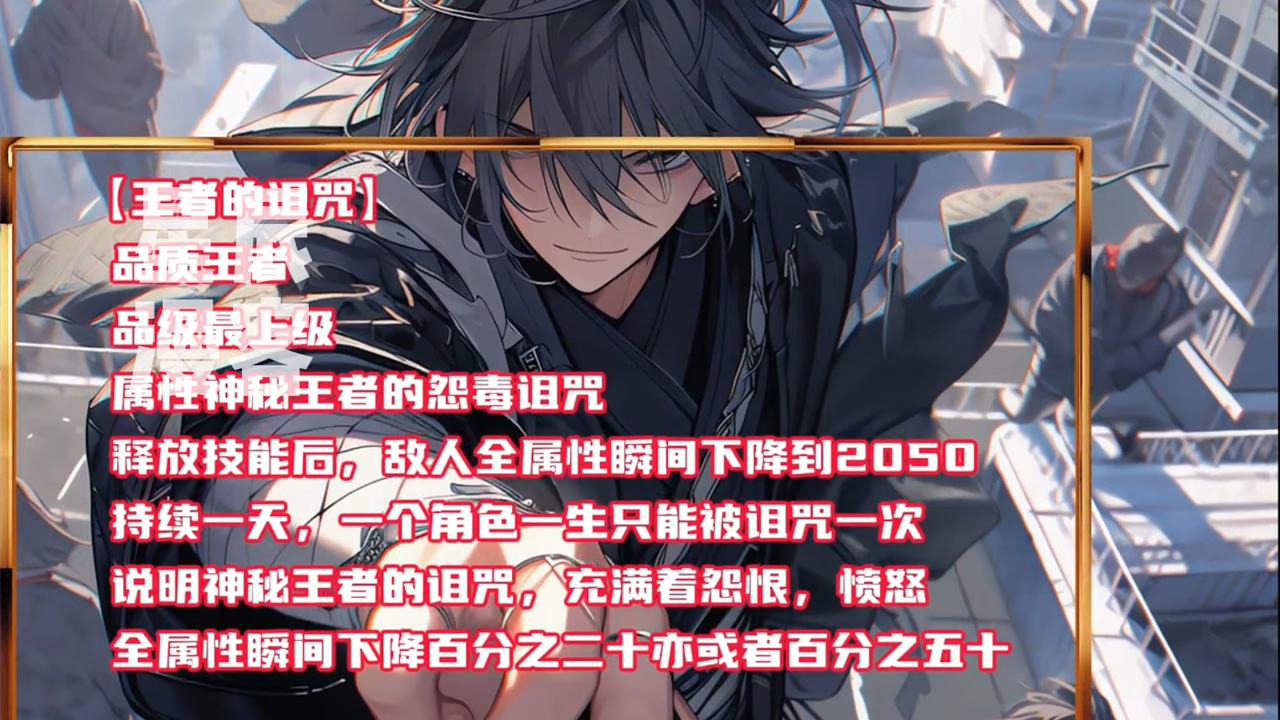 【王者的诅咒】
品质王者
品级最上级
属性神秘王者的怨毒诅咒
释放技能后，敌人全属性瞬间下降到2050
持续一天，一个角色一生只能被诅咒一次
说明神秘王者的诅咒，充满着怨恨，愤怒
全属性瞬间下降百分之二十亦或者百分之五十